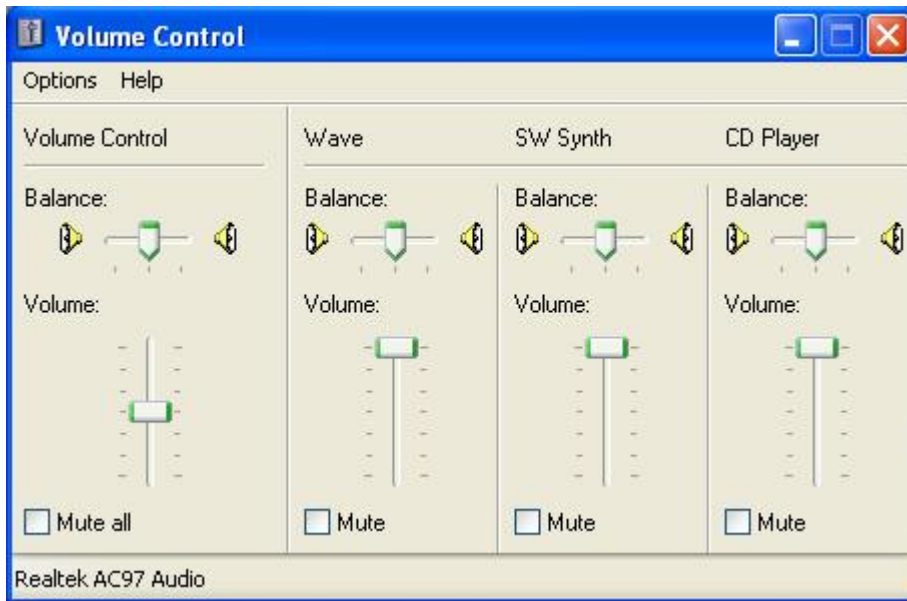 Volume Control
Options Help
Volume Control Wave SW Synth CD Player
Balance: Balance: Balance: Balance:
Volume: Volume: Volume: Volume:
Mute all Mute Mute Mute
Realtek AC97 Audio